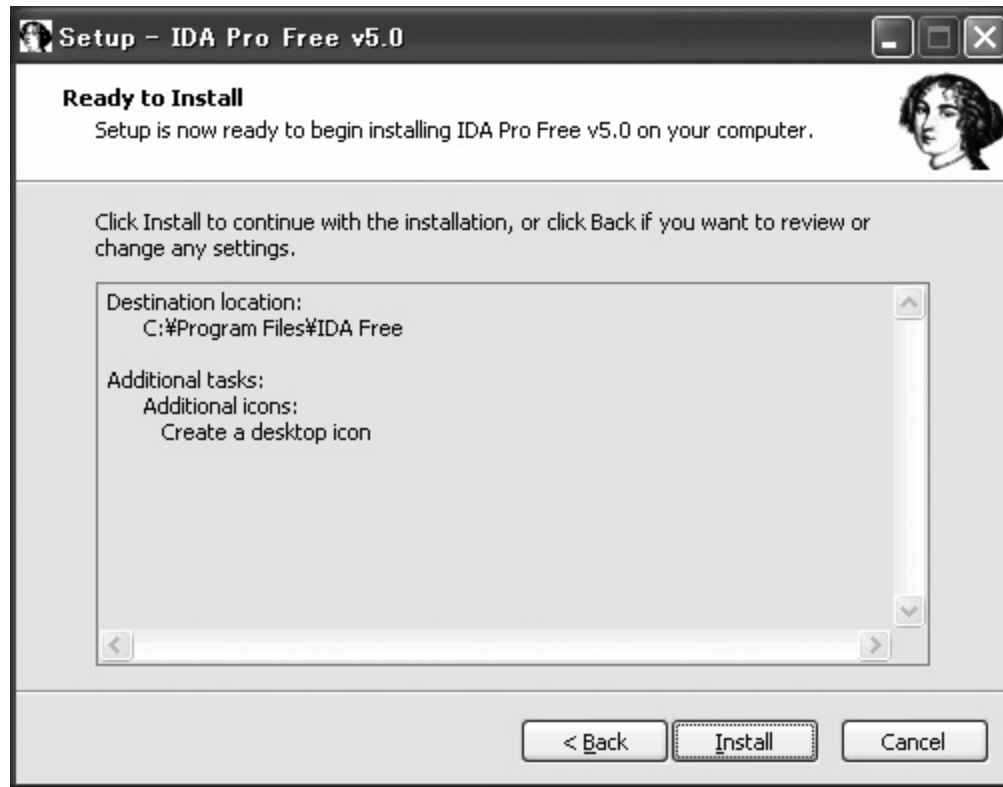 Setup - IDA Pro Free v5.0
Ready to Install
Setup is now ready to begin installing IDA Pro Free v5.0 on your computer.
Click Install to continue with the installation, or click Back if you want to review or
change any settings.
Destination location:
C:¥Program Files¥IDA Free
Additional tasks:
Additional icons:
Create a desktop icon
< Back
Install
Cancel